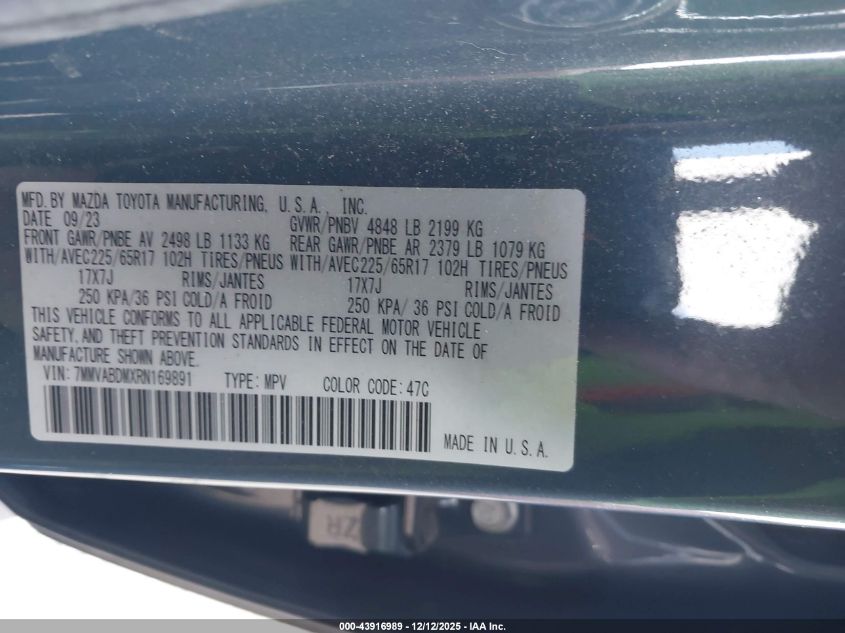 MFD. BY MAZDA TOYOTA MANUFACTURING, U.S.A. INC.
DATE 09/23 GVWR/PNBV 4848 LB 2199 KG
FRONT GAWR/PNBE AV 2498 LB 1133 KG REAR GAWR/PNBE AR 2379 LB 1079 KG
WITH/AVEC225/65R17 102H TIRES/PNEUS WITH/AVEC225/65R17 102H TIRES/PNEUS
17X7J RIMS/JANTES 17X7J RIMS/JANTES
250 KPA/36 PSI COLD/A FROID 250 KPA/ 36 PSI COLD/A FROID
THIS VEHICLE CONFORMS TO ALL APPLICABLE FEDERAL MOTOR VEHICLE
SAFETY, AND THEFT PREVENTION STANDARDS IN EFFECT ON THE DATE OF
MANUFACTURE SHOWN ABOVE.
VIN: 7MMVABDMXRN169891 TYPE: MPV COLOR CODE: 47C
MADE IN U.S.A.
ZR
000-43916989 - 12/12/2025 - IAA Inc.